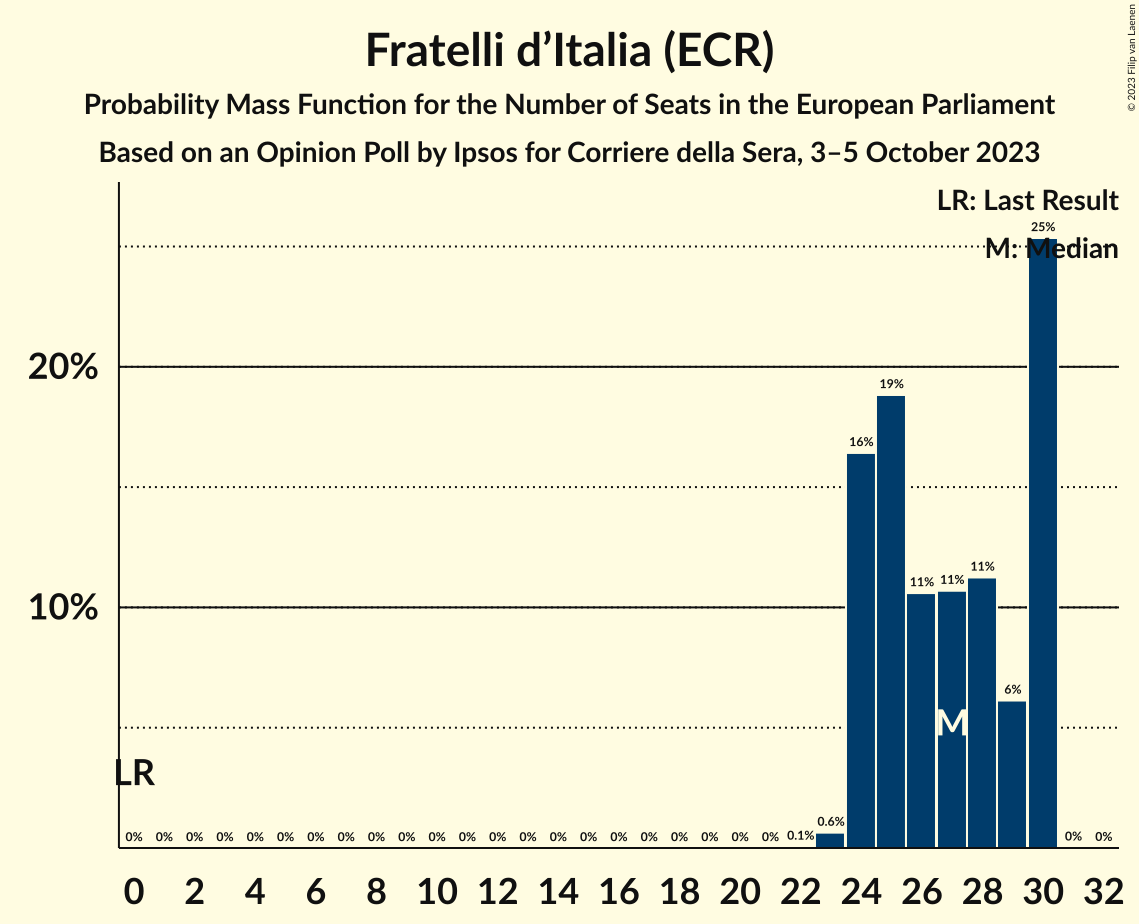 Fratelli d’Italia (ECR)
Probability Mass Function for the Number of Seats in the European Parliament
Based on an Opinion Poll by Ipsos for Corriere della Sera, 3–5 October 2023
© 2023 Filip van Laenen
LR: Last Result
M: Median
20%
10%
25%
19%
16%
11% 11% 11%
6%
M
LR
0% 0% 0% 0% 0% 0% 0% 0% 0% 0% 0% 0% 0% 0% 0% 0% 0% 0% 0% 0% 0% 0% 0.1% 0.6% 0% 0%
0 2 4 6 8 10 12 14 16 18 20 22 24 26 28 30 32